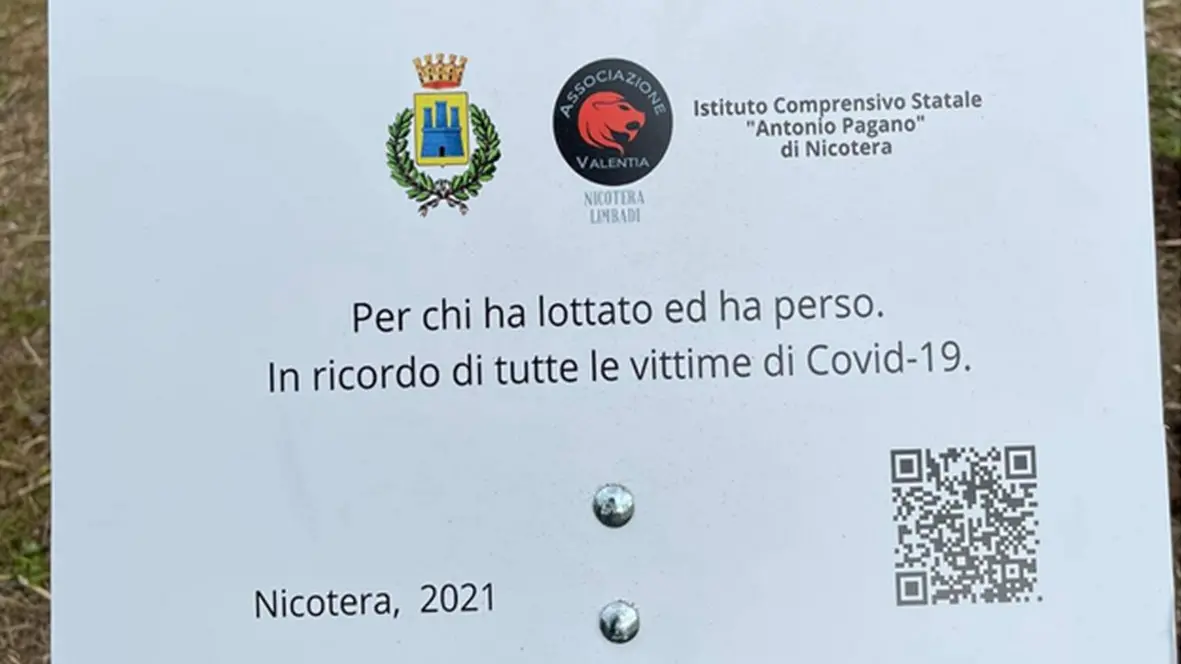 ASSOCIAZIONE
VALENTIA
NICOTERA
LIMBADI
Istituto Comprensivo Statale
"Antonio Pagano"
di Nicotera
Per chi ha lottato ed ha perso.
In ricordo di tutte le vittime di Covid-19.
Nicotera, 2021